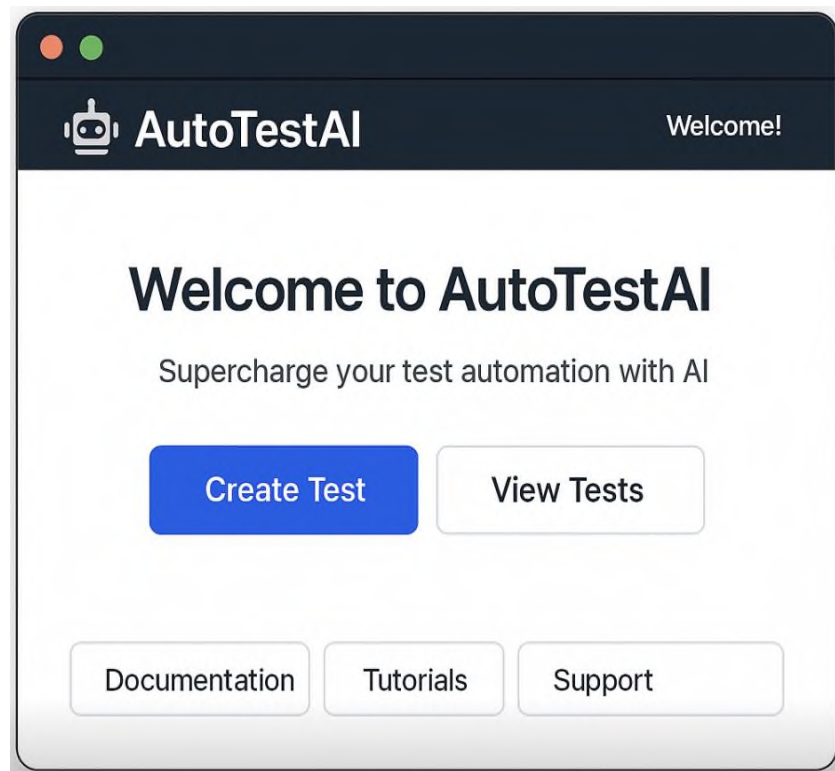 AutoTestAI
Welcome!
Welcome to AutoTestAI
Supercharge your test automation with AI
Create Test
View Tests
Documentation
Tutorials
Support